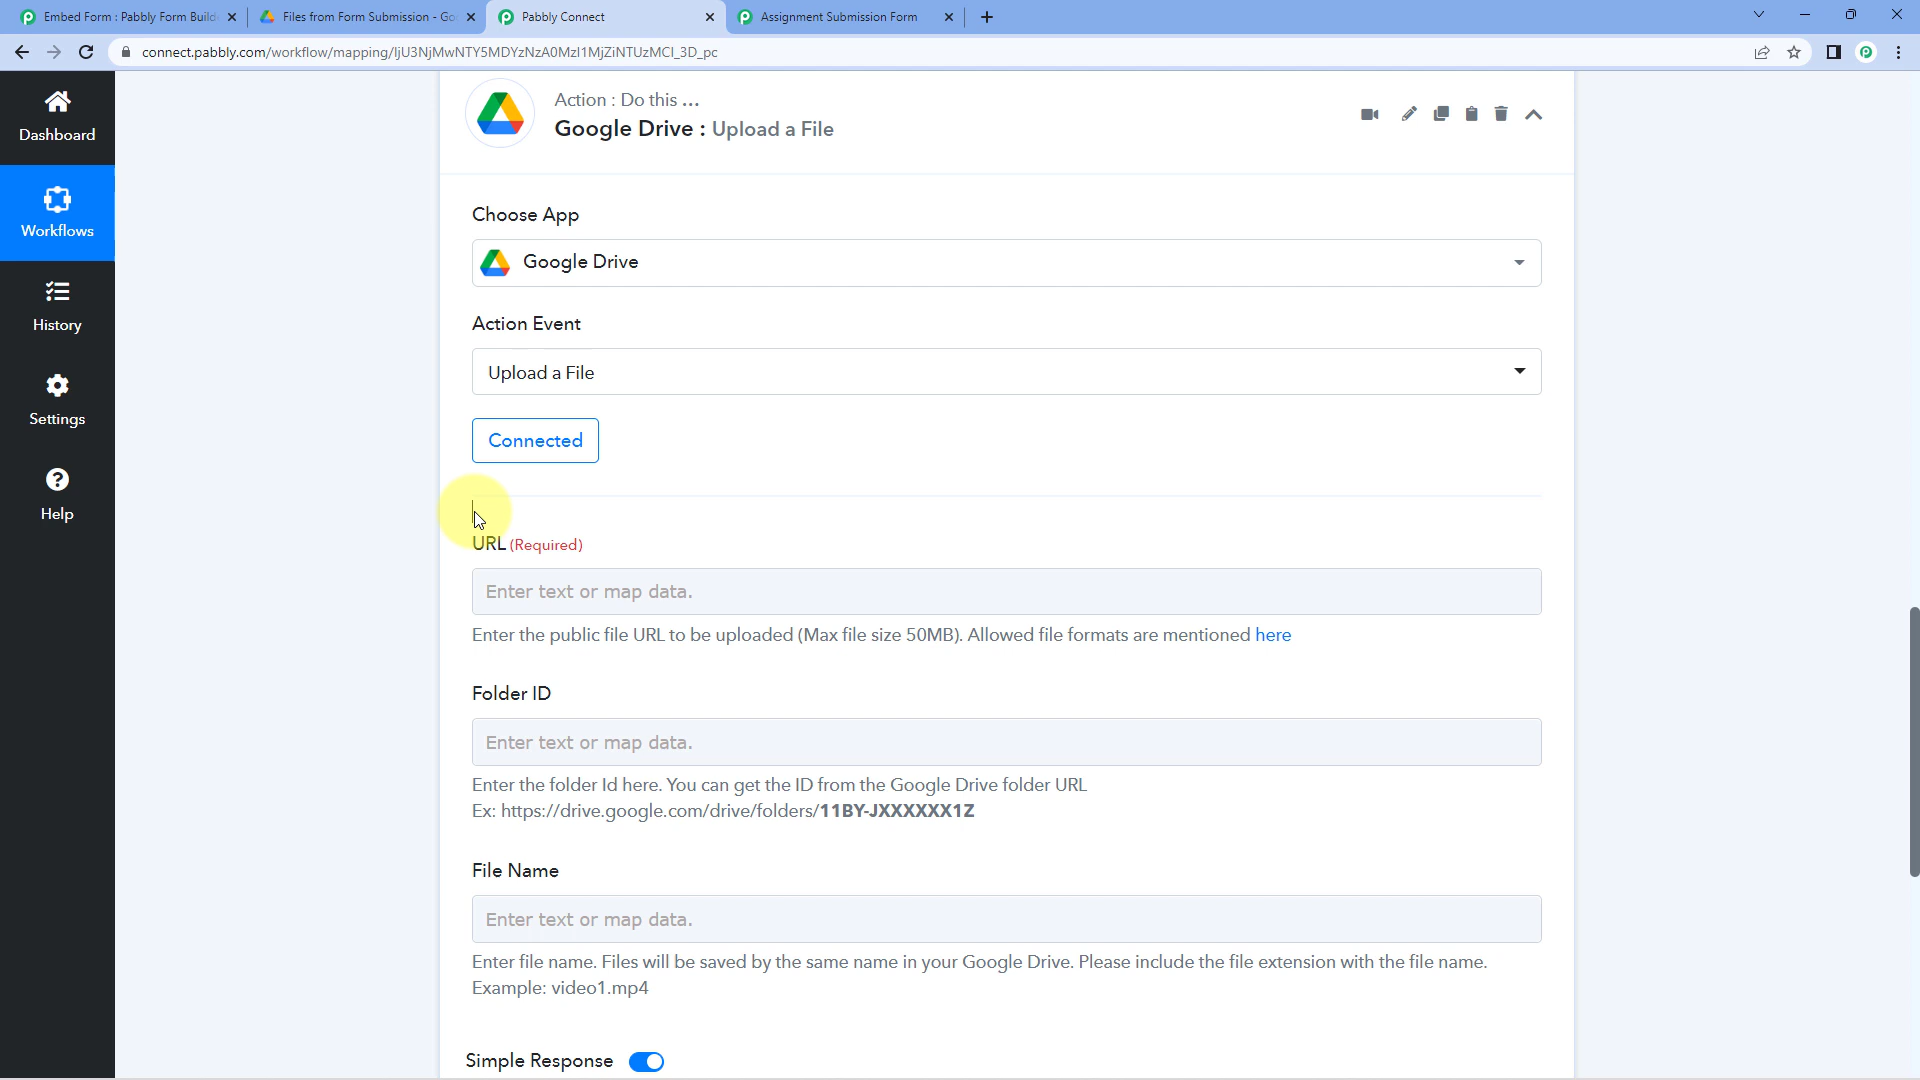 Embed Form : Pabbly Form Build
Files from Form Submission - Go
Pabbly Connect
Assignment Submission Form
connect.pabbly.com/workflow/mapping/IjU3NjMwNTY5MDYzNzA0MzI1MjZiNTUzMCI_3D_pc
Dashboard
Workflows
History
Settings
Help
Action : Do this ...
Google Drive : Upload a File
Choose App
Google Drive
Action Event
Upload a File
Connected
URL (Required)
Enter text or map data.
Enter the public file URL to be uploaded (Max file size 50MB). Allowed file formats are mentioned here
Folder ID
Enter text or map data.
Enter the folder Id here. You can get the ID from the Google Drive folder URL
Ex: https://drive.google.com/drive/folders/11BY-JXXXXXX1Z
File Name
Enter text or map data.
Enter file name. Files will be saved by the same name in your Google Drive. Please include the file extension with the file name.
Example: video1.mp4
Simple Response